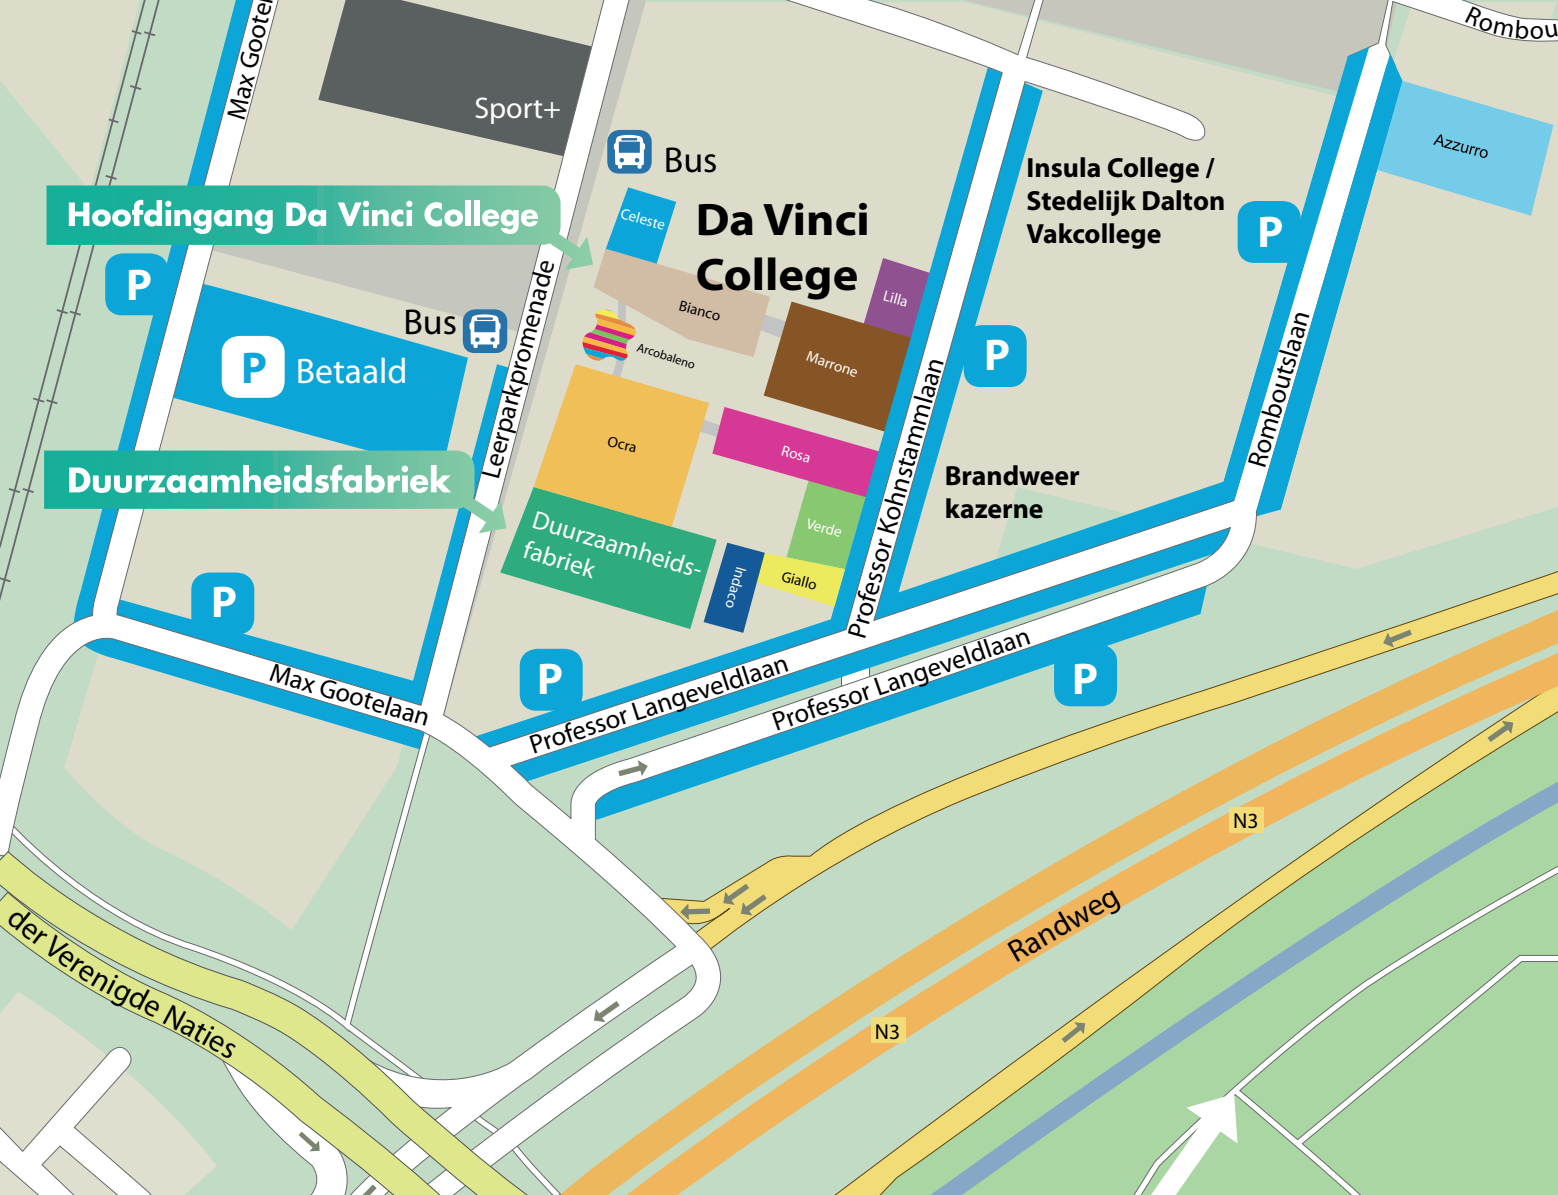 Max Gootel
Rombou
Sport+
Bus
Azzurro
Insula College /
Stedelijk Dalton
Vakcollege
Hoofdingang Da Vinci College
Celeste
Da Vinci
College
P
P
Lilla
Bianco
Bus
Leerparkpromenade
Marrone
Arcobaleno
P
P Betaald
Romboutslaan
Professor Kohnstammlaan
Ocra
Rosa
Duurzaamheidsfabriek
Brandweer
kazerne
Verde
Duurzaamheids-
fabriek
Indaco
Giallo
P
P
P
Max Gootelaan
Professor Langeveldlaan
Professor Langeveldlaan
N3
Randweg
N3
der Verenigde Naties